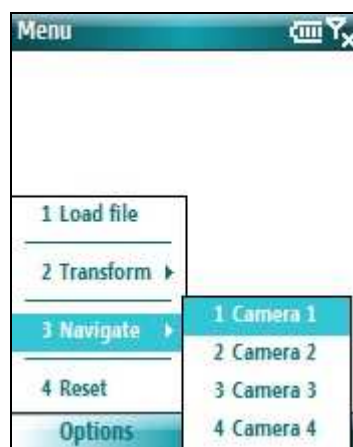 Menu
1 Load file
2 Transform
3 Navigate
4 Reset
Options
1 Camera 1
2 Camera 2
3 Camera 3
4 Camera 4